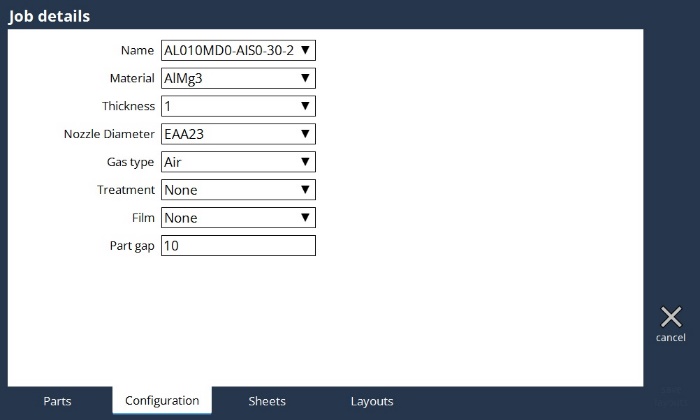 Job details
Name AL010MD0-AIS0-30-2
Material AlMg3
Thickness 1
Nozzle Diameter EAA23
Gas type Air
Treatment None
Film None
Part gap 10
cancel
Parts Configuration Sheets Layouts